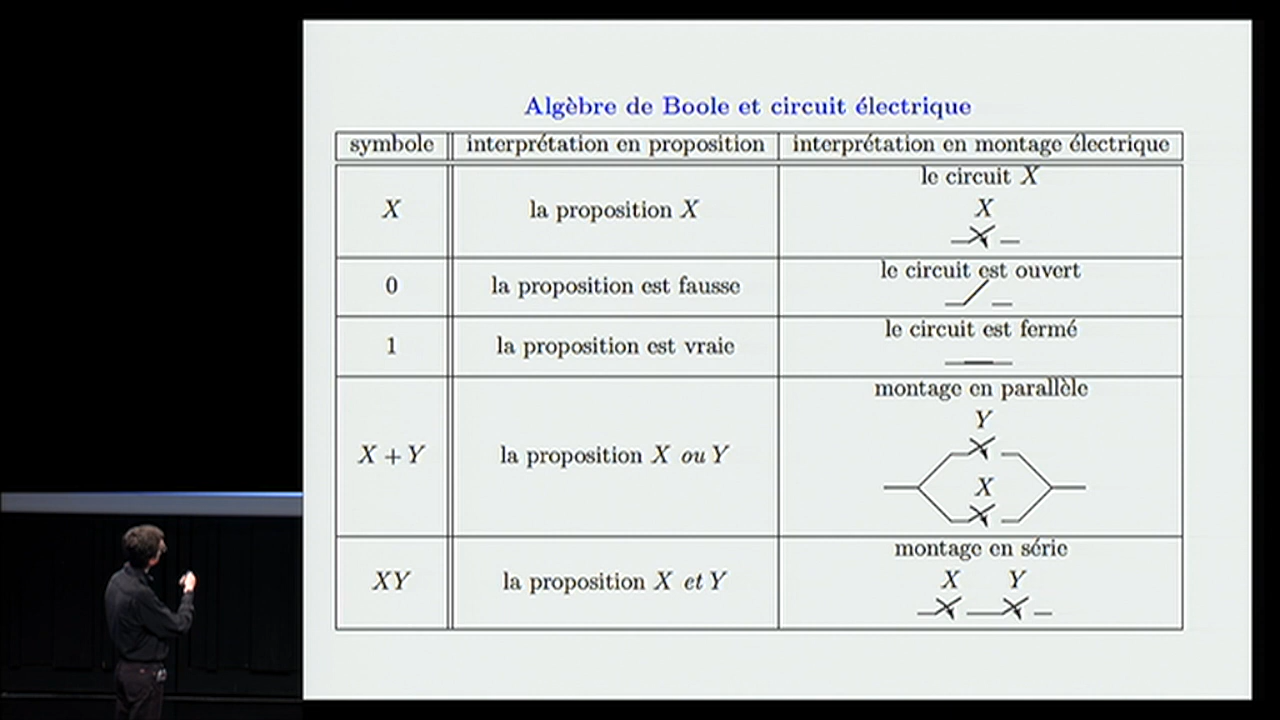 Algèbre de Boole et circuit électrique
symbole interprétation en proposition interprétation en montage électrique
X la proposition X le circuit X
X
0 la proposition est fausse le circuit est ouvert
1 la proposition est vraie le circuit est fermé
X + Y la proposition X ou Y montage en parallèle
Y
X
XY la proposition X et Y montage en série
X Y